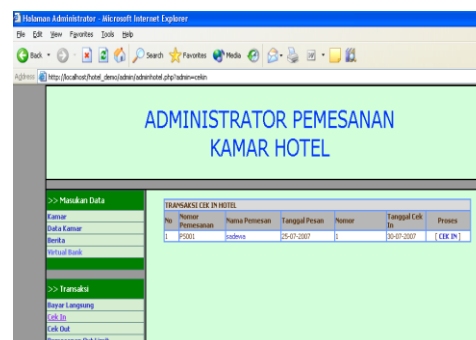 Halaman Administrator - Microsoft Internet Explorer
File Edit View Favorites Tools Help
Back Search Favorites Media
Address http://localhost/hotel_demo/admin/adminhotel.php?admin=cekin
ADMINISTRATOR PEMESANAN
KAMAR HOTEL
>> Masukan Data
Kamar
Data Kamar
Berita
Virtual Bank
>> Transaksi
Bayar Langsung
Cek In
Cek Out
TRANSAKSI CEK IN HOTEL
No Nomor Pemesanan Nama Pemesan Tanggal Pesan Nomor Tanggal Cek In Proses
1 PS001 sadewa 25-07-2007 1 30-07-2007 [ CEK IN ]